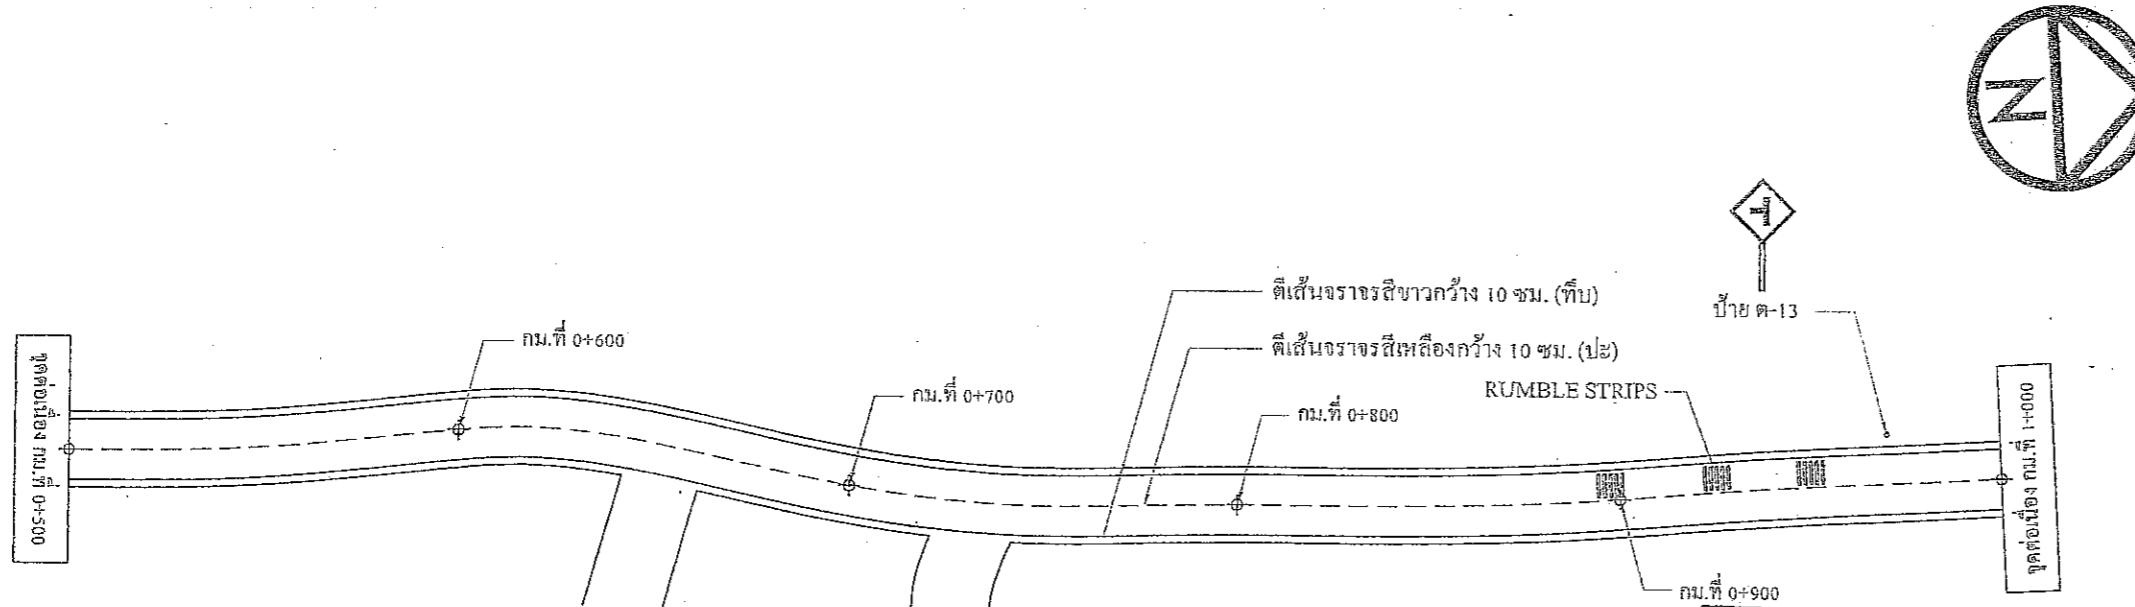 N
ตีเส้นจราจรสีขาวกว้าง 10 ซม. (ทึบ)
ป้าย ต-13
กม.ที่ 0+600
ตีเส้นจราจรสีเหลืองกว้าง 10 ซม. (ปะ)
RUMBLE STRIPS
กม.ที่ 0+700
กม.ที่ 0+800
จุดต่อเนื่อง กม.ที่ 0+500
จุดต่อเนื่อง กม.ที่ 1+000
กม.ที่ 0+900